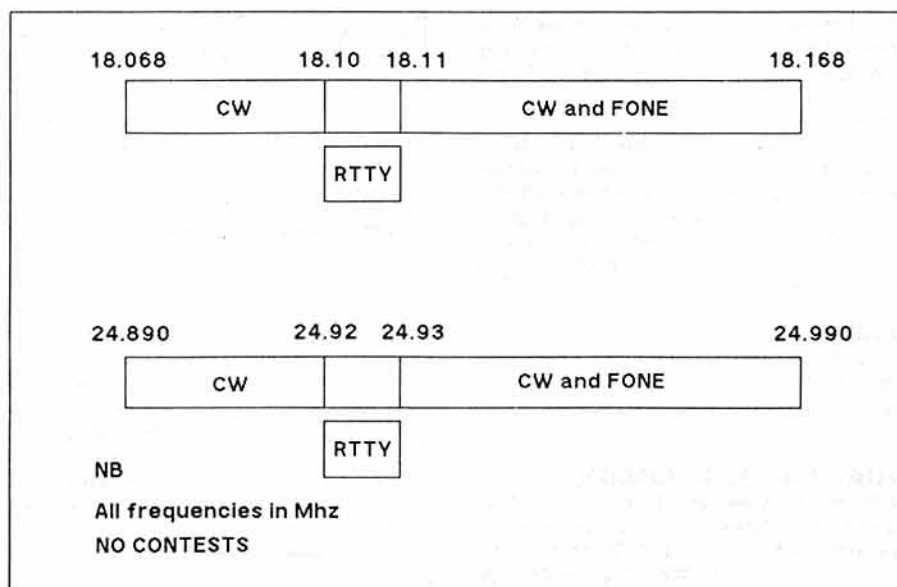 18.068 18.10 18.11 18.168
CW CW and FONE
RTTY
24.890 24.92 24.93 24.990
CW CW and FONE
RTTY
NB
All frequencies in Mhz
NO CONTESTS